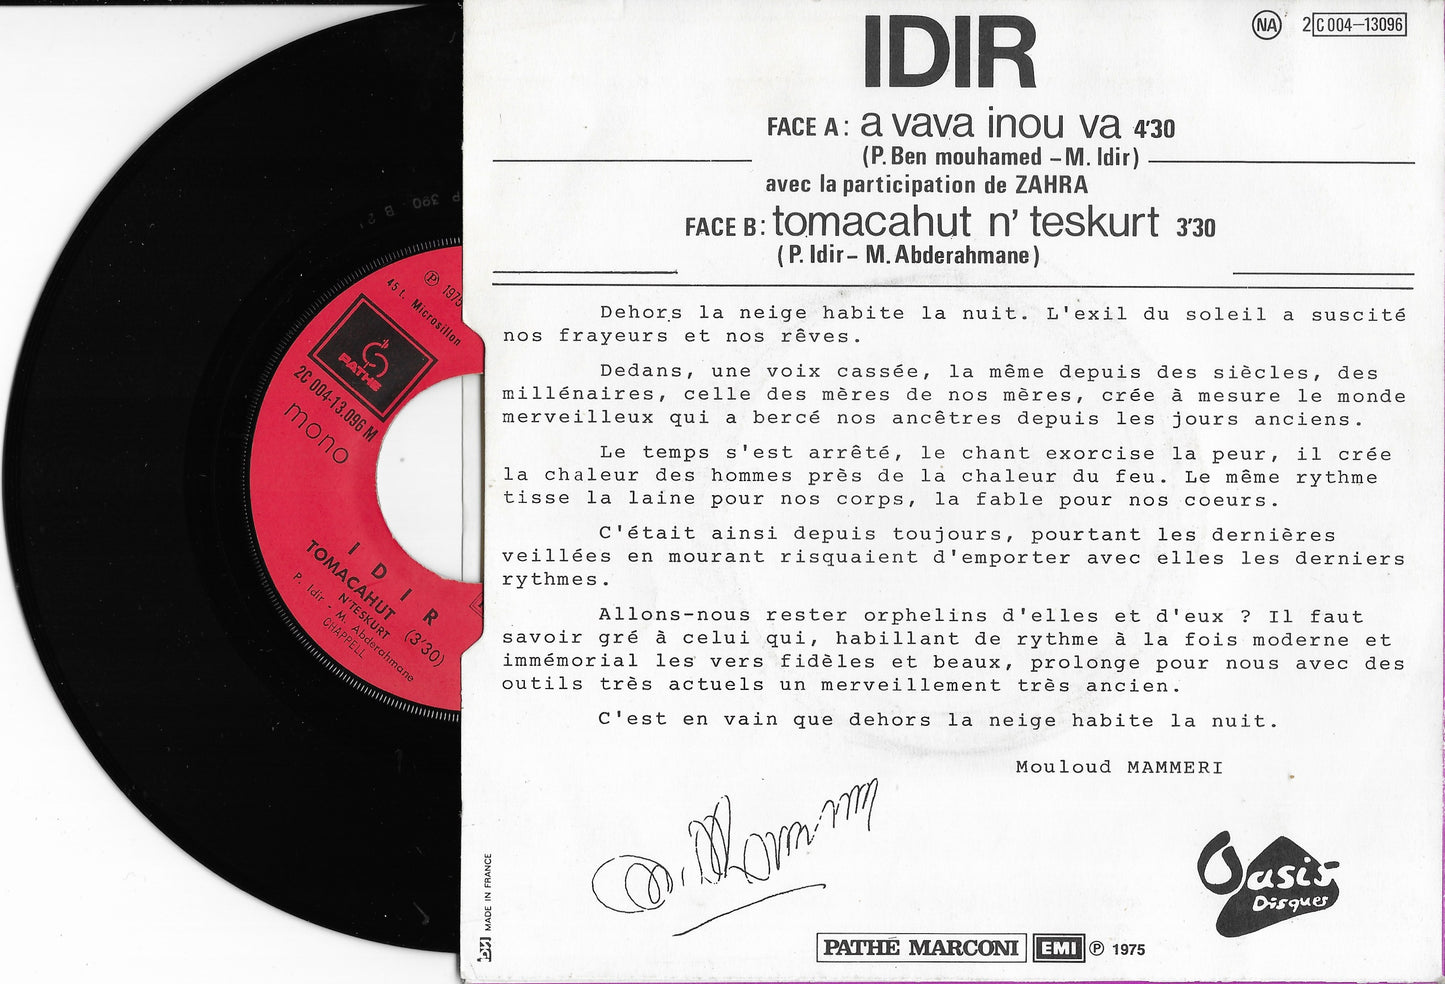 IDIR
NA 2 C 004-13096
FACE A: a vava inou va 4'30
(P. Ben mouhamed - M. Idir)
avec la participation de ZAHRA
FACE B: tomacahut n' teskurt 3'30
( P. Idir- M. Abderahmane)
Dehors la neige habite la nuit. L'exil du soleil a suscité
nos frayeurs et nos rêves.
Dedans, une voix cassée, la même depuis des siècles, des
millénaires, celle des mères de nos mères, crée à mesure le monde
merveilleux qui a bercé nos ancêtres depuis les jours anciens.
Le temps s'est arrêté, le chant exorcise la peur, il crée
la chaleur des hommes près de la chaleur du feu. Le même rythme
tisse la laine pour nos corps, la fable pour nos coeurs.
C'était ainsi depuis toujours, pourtant les dernières
veillées en mourant risquaient d'emporter avec elles les derniers
rythmes.
Allons-nous rester orphelins d'elles et d'eux ? Il faut
savoir gré à celui qui, habillant de rythme à la fois moderne et
immémorial les vers fidèles et beaux, prolonge pour nous avec des
outils très actuels un merveillement très ancien.
C'est en vain que dehors la neige habite la nuit.
Mouloud MAMMERI
Oasis
Disques
MADE IN FRANCE
PATHÉ MARCONI EMI ℗ 1975
℗ 1975
45 t. Microsillon
PATHÉ
2C 004-13.096 M
mono
IDIR
TOMACAHUT
N'TESKURT (3'30)
P. Idir - M. Abderahmane
CHAPPELL